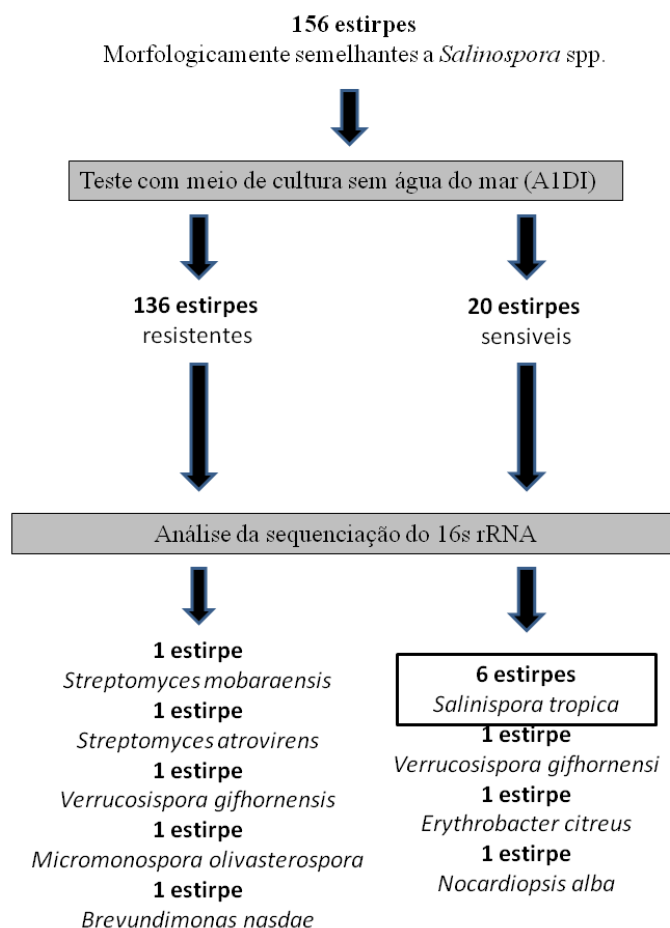 156 estirpes
Morfologicamente semelhantes a Salinospora spp.
Teste com meio de cultura sem água do mar (A1DI)
136 estirpes
resistentes
20 estirpes
sensiveis
Análise da sequenciação do 16s rRNA
1 estirpe
Streptomyces mobaraensis
1 estirpe
Streptomyces atrovirens
1 estirpe
Verrucosispora gifhornensis
1 estirpe
Micromonospora olivasterospora
1 estirpe
Brevundimonas nasdae
6 estirpes
Salinispora tropica
1 estirpe
Verrucosispora gifhornensi
1 estirpe
Erythrobacter citreus
1 estirpe
Nocardiopsis alba